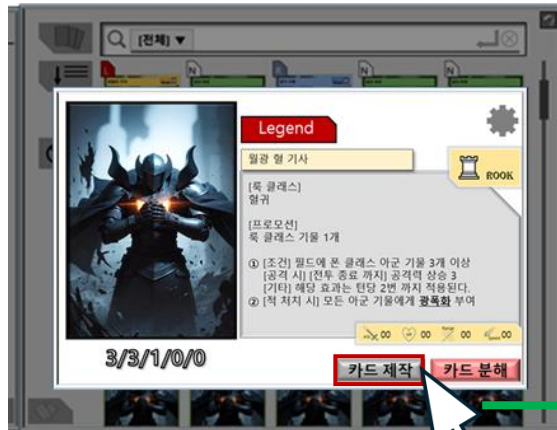 [전체] ▼
L
N
R
N
N
Legend
월광 혈 기사
ROOK
[룩 클래스]
혈귀
[프로모션]
룩 클래스 기물 1개
① [조건] 필드에 폰 클래스 아군 기물 3개 이상
[공격 시] [전투 종료 까지] 공격력 상승 3
[기타] 해당 효과는 턴당 2번 까지 적용된다.
② [적 처치 시] 모든 아군 기물에게 광폭화 부여
00 00 00 00
3/3/1/0/0
카드 제작
카드 분해